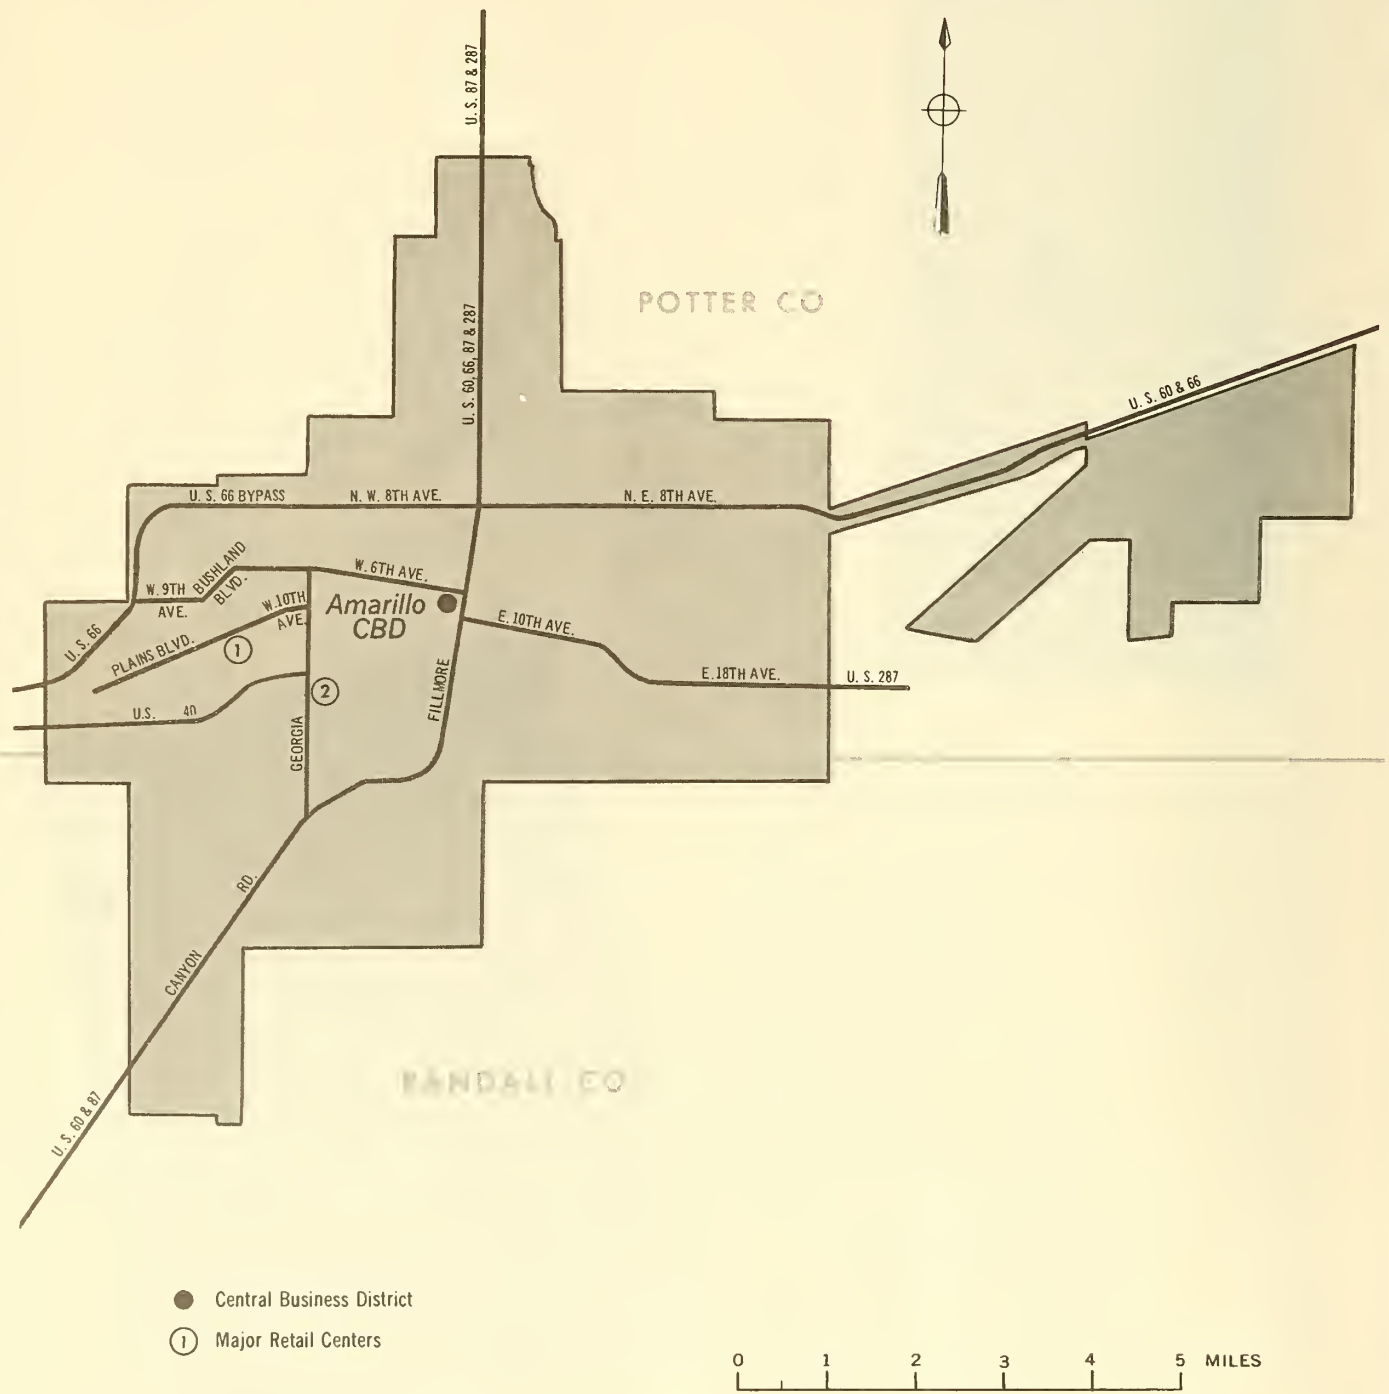 U. S. 87 & 287
POTTER CO
U. S. 60, 66, 87 & 287
U. S. 60 & 66
U. S. 66 BYPASS
N. W. 8TH AVE.
N. E. 8TH AVE.
W. 6TH AVE.
BUSHLAND
BLVD.
W. 9TH
AVE.
W. 10TH
AVE.
Amarillo
CBD
E. 10TH AVE.
U. S. 66
PLAINS BLVD.
1
2
FILLMORE
E. 18TH AVE.
U. S. 287
U.S. 40
GEORGIA
CANYON RD.
RANDALL CO
U. S. 60 & 87
Central Business District
1 Major Retail Centers
0 1 2 3 4 5 MILES